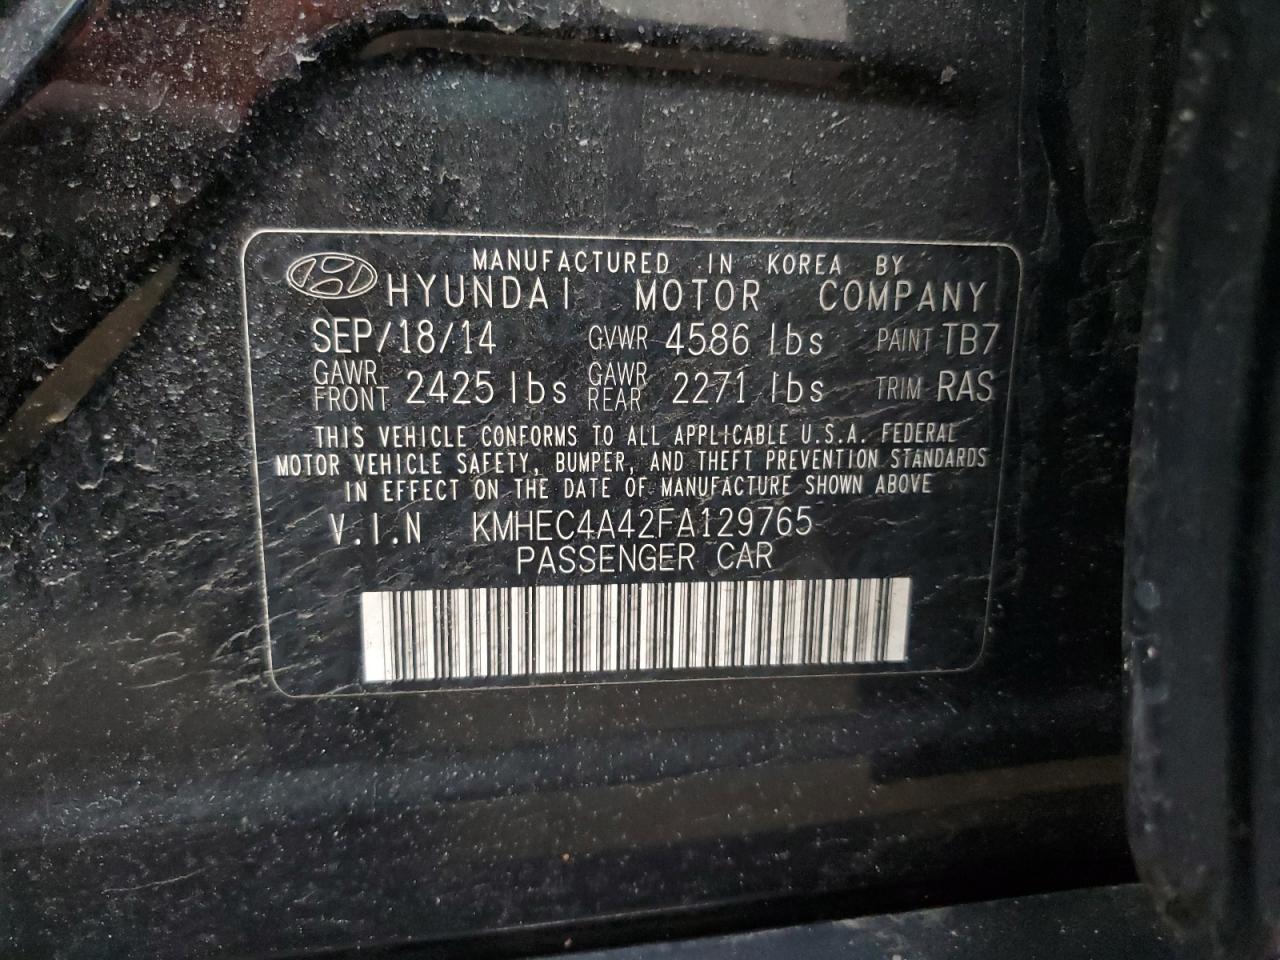 MANUFACTURED IN KOREA BY
HYUNDAI MOTOR COMPANY
SEP/18/14 GVWR 4586 lbs PAINT TB7
GAWR FRONT 2425 lbs GAWR REAR 2271 lbs TRIM RAS
THIS VEHICLE CONFORMS TO ALL APPLICABLE U.S.A. FEDERAL
MOTOR VEHICLE SAFETY, BUMPER, AND THEFT PREVENTION STANDARDS
IN EFFECT ON THE DATE OF MANUFACTURE SHOWN ABOVE
V.I.N KMHEC4A42FA129765
PASSENGER CAR